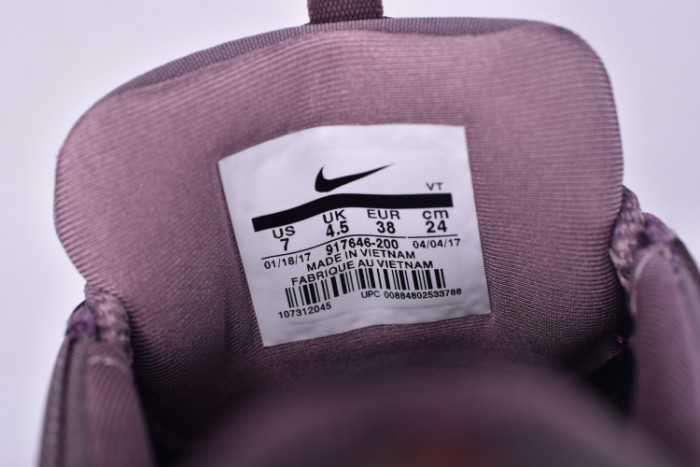 VT
US UK EUR cm
7 4.5 38 24
01/18/17 917646-200 04/04/17
MADE IN VIETNAM
FABRIQUE AU VIETNAM
107312045 UPC 00884802533788